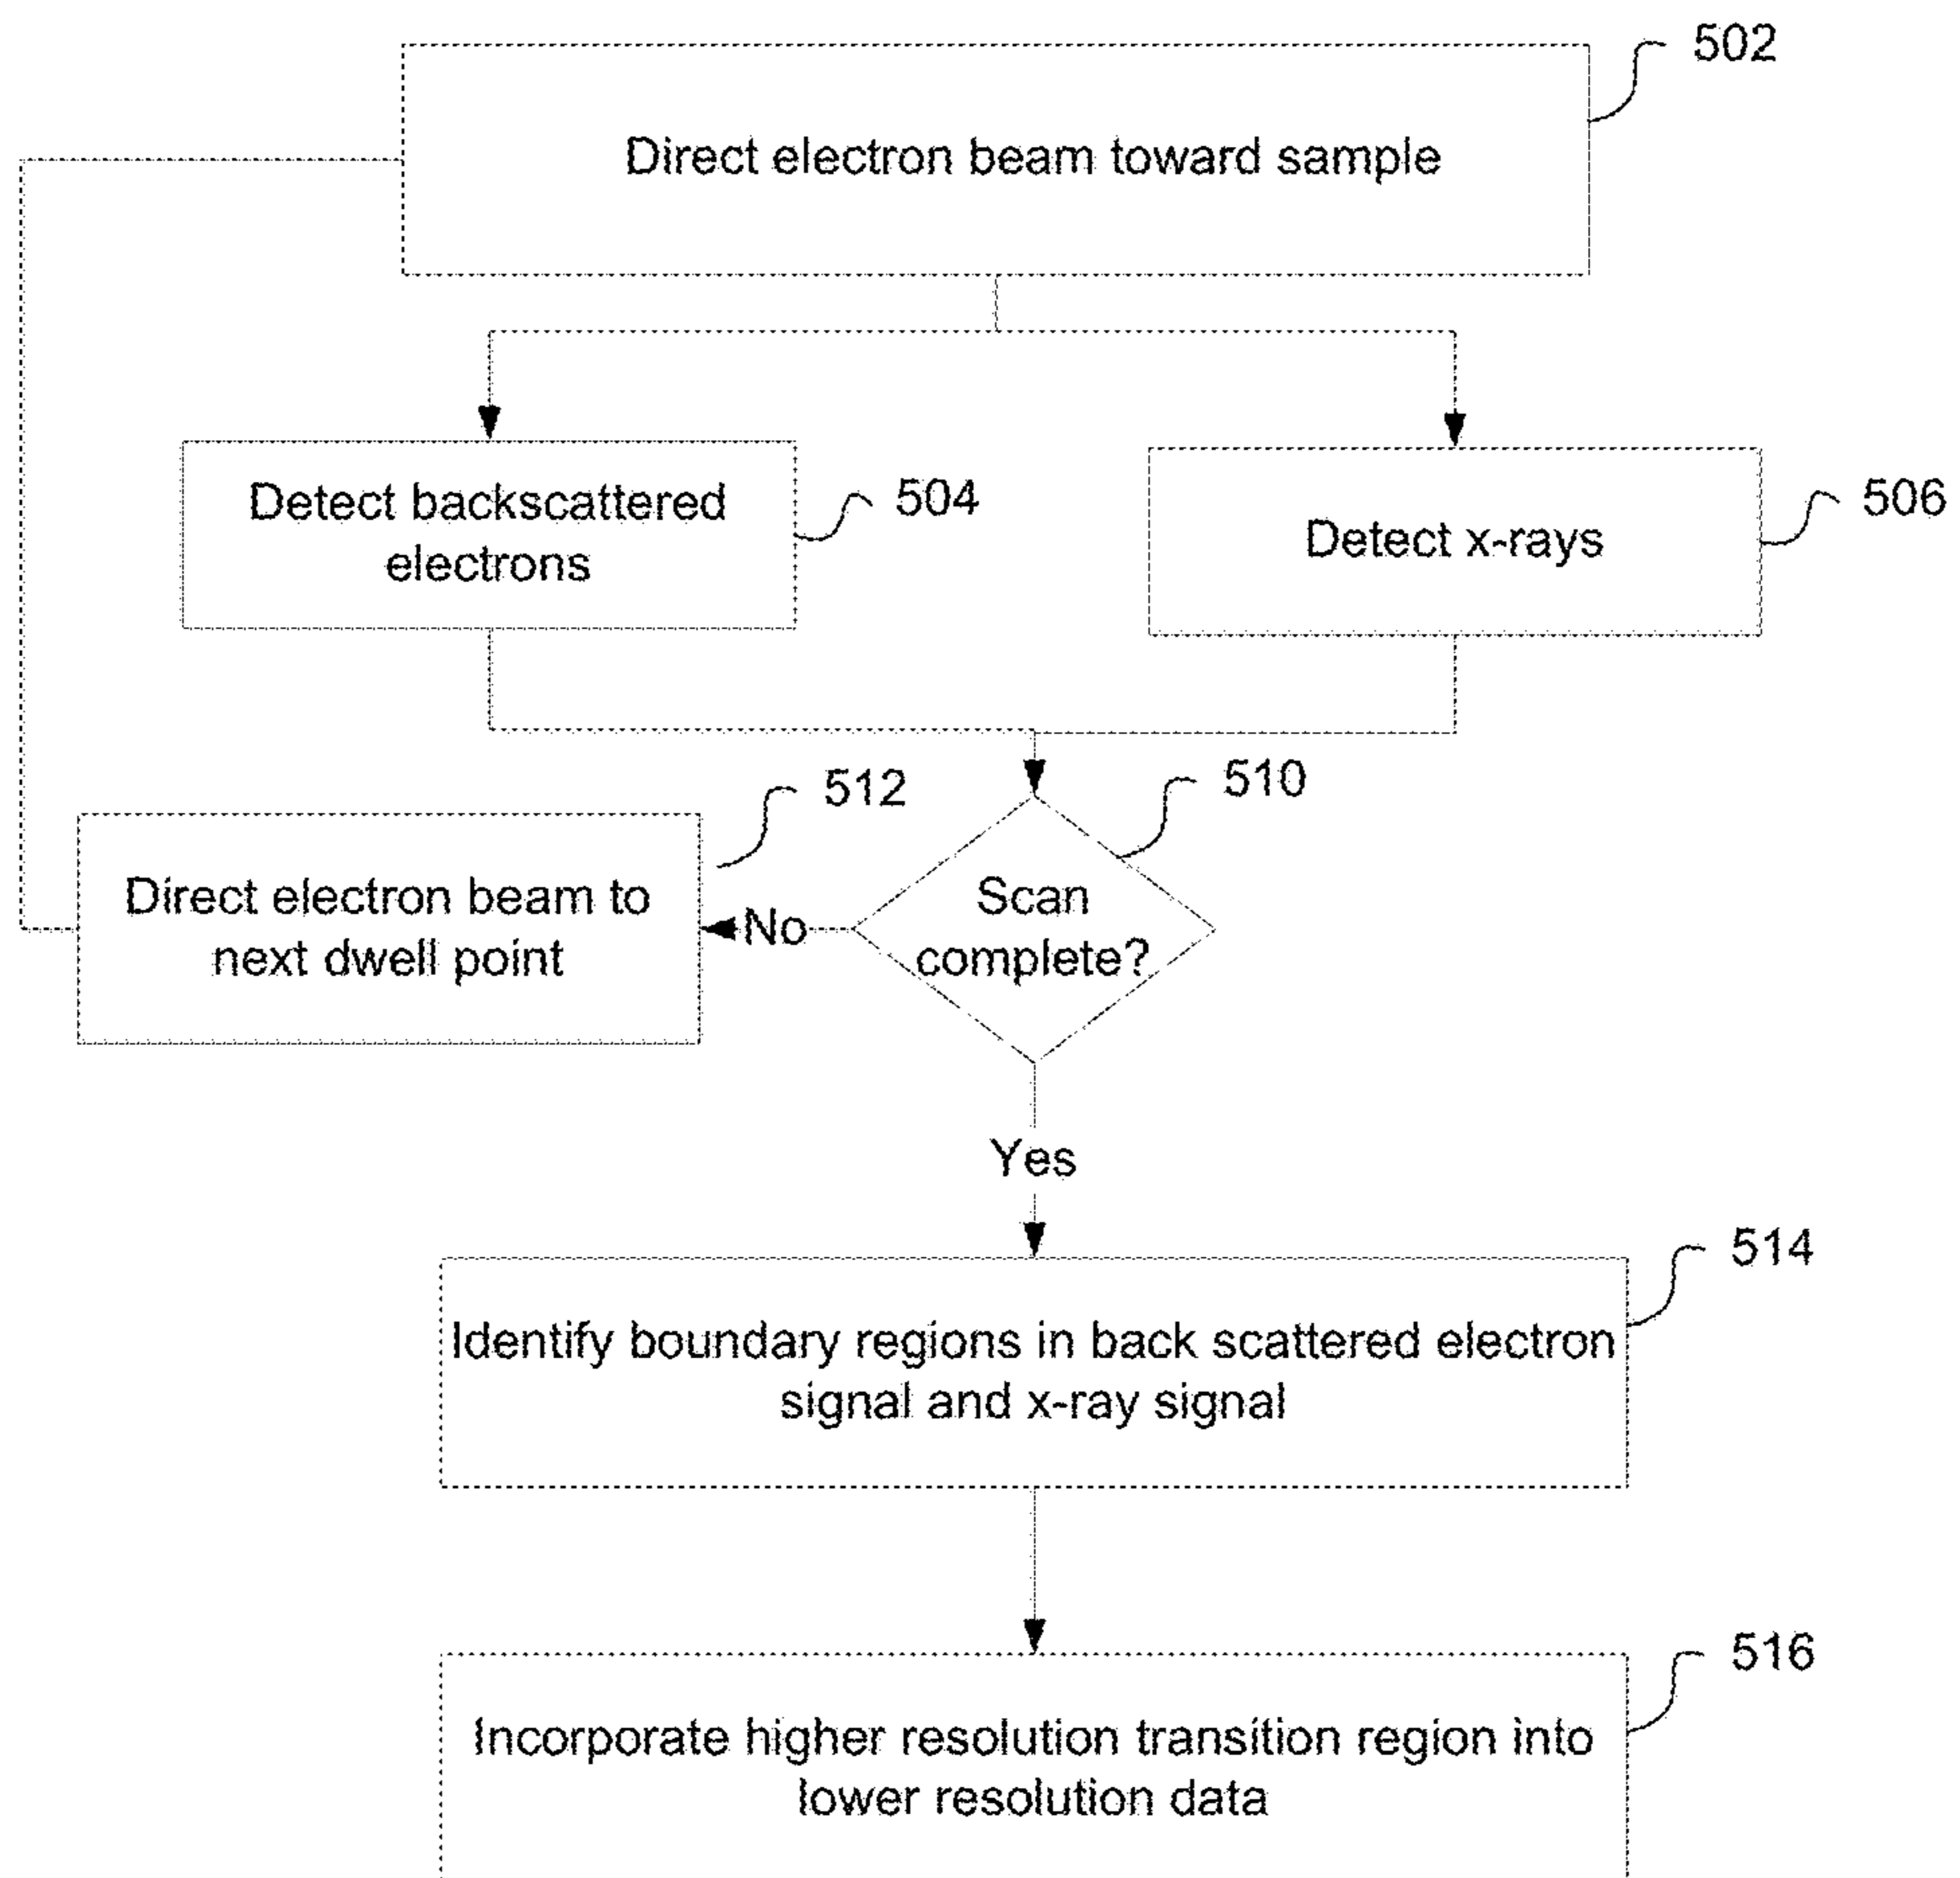 502
Direct electron beam toward sample
Detect backscattered
electrons
504
Detect x-rays
506
512
510
Direct electron beam to
next dwell point
No
Scan
complete?
Yes
514
Identify boundary regions in back scattered electron
signal and x-ray signal
516
Incorporate higher resolution transition region into
lower resolution data